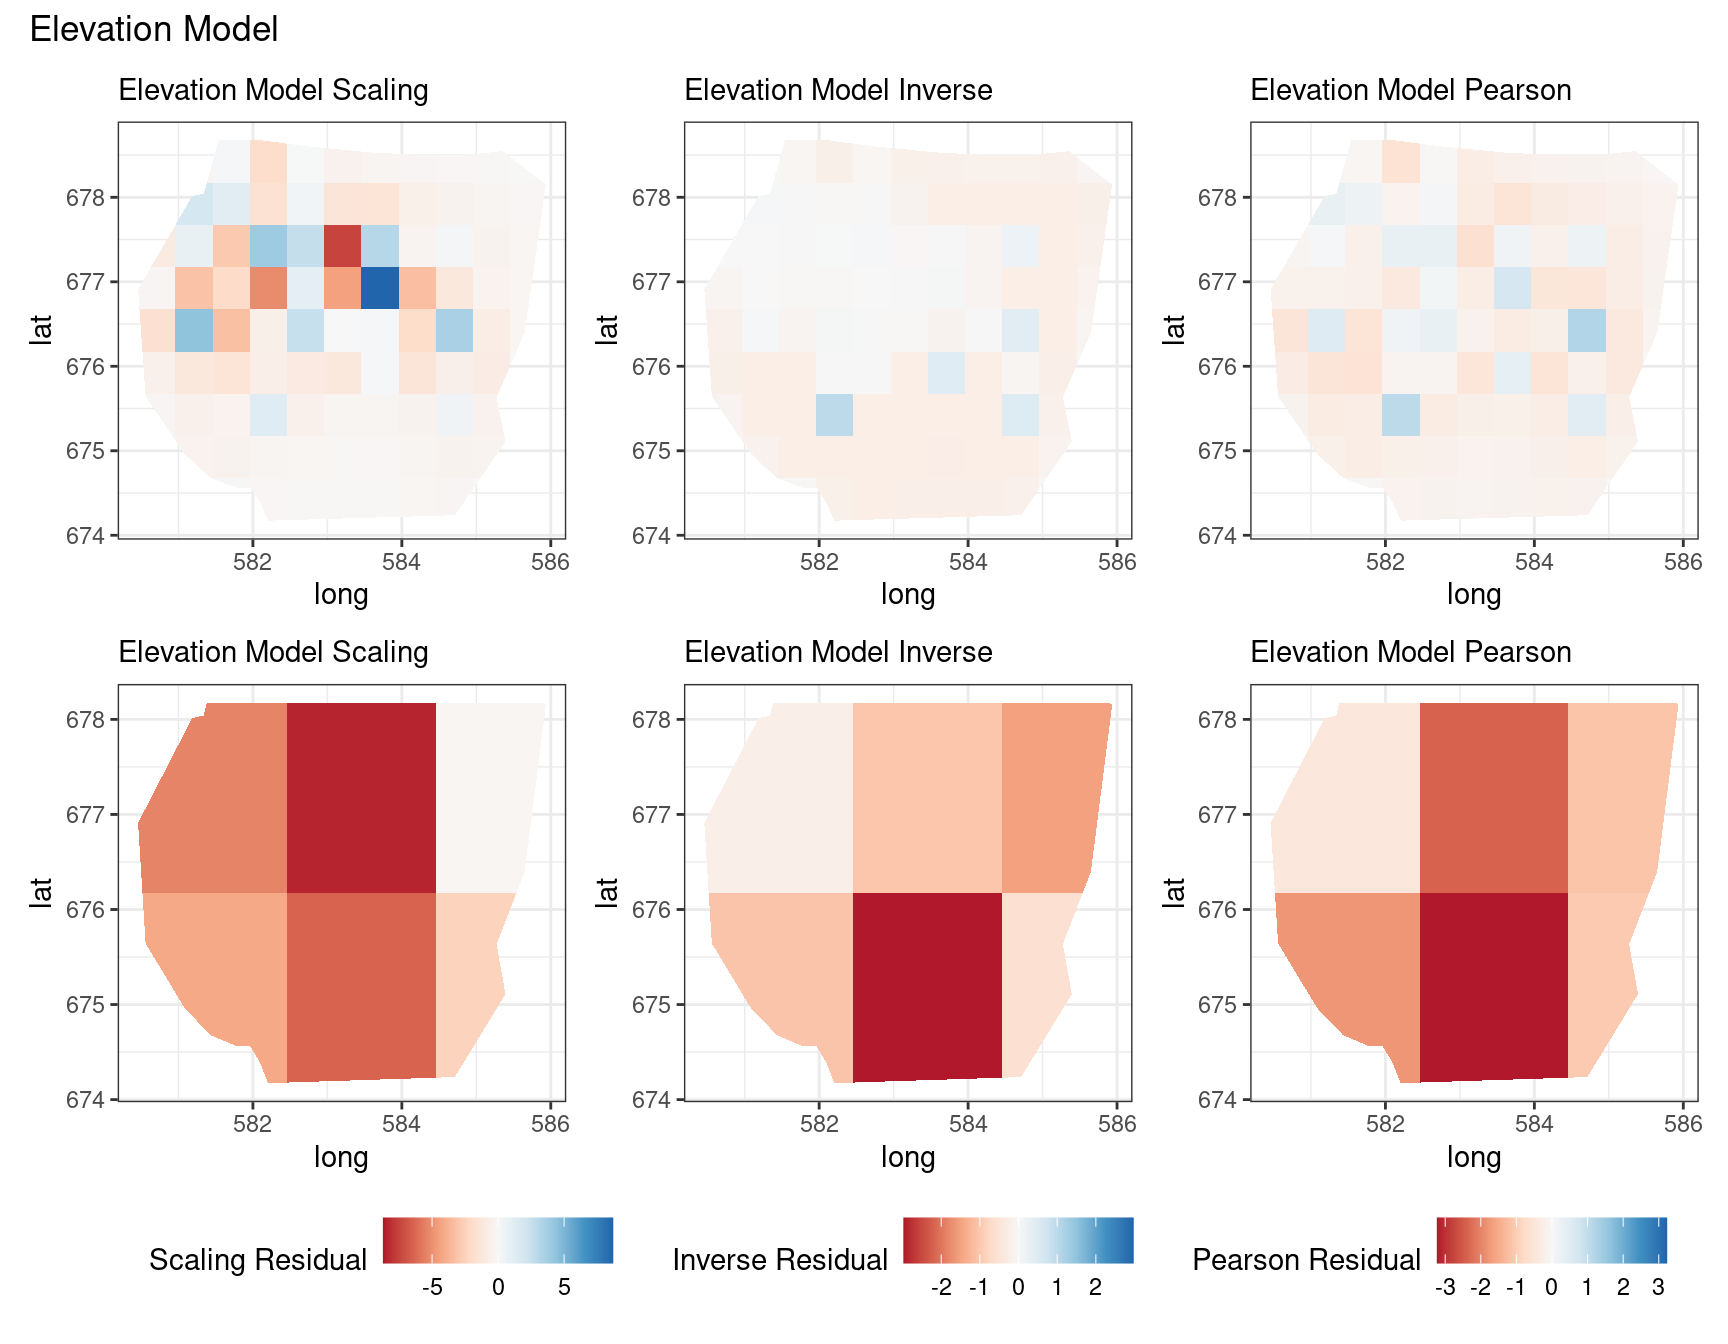 Elevation Model
Elevation Model Scaling
Elevation Model Inverse
Elevation Model Pearson
lat
678
677
676
675
674
582
584
586
long
lat
678
677
676
675
674
582
584
586
long
lat
678
677
676
675
674
582
584
586
long
Elevation Model Scaling
Elevation Model Inverse
Elevation Model Pearson
lat
678
677
676
675
674
582
584
586
long
lat
678
677
676
675
674
582
584
586
long
lat
678
677
676
675
674
582
584
586
long
Scaling Residual
-5 0 5
Inverse Residual
-2 -1 0 1 2
Pearson Residual
-3 -2 -1 0 1 2 3